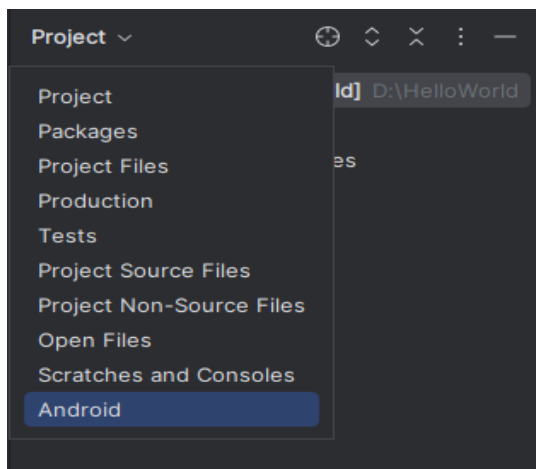 Project
ld] D:\HelloWorld
Project
Packages
es
Project Files
Production
Tests
Project Source Files
Project Non-Source Files
Open Files
Scratches and Consoles
Android